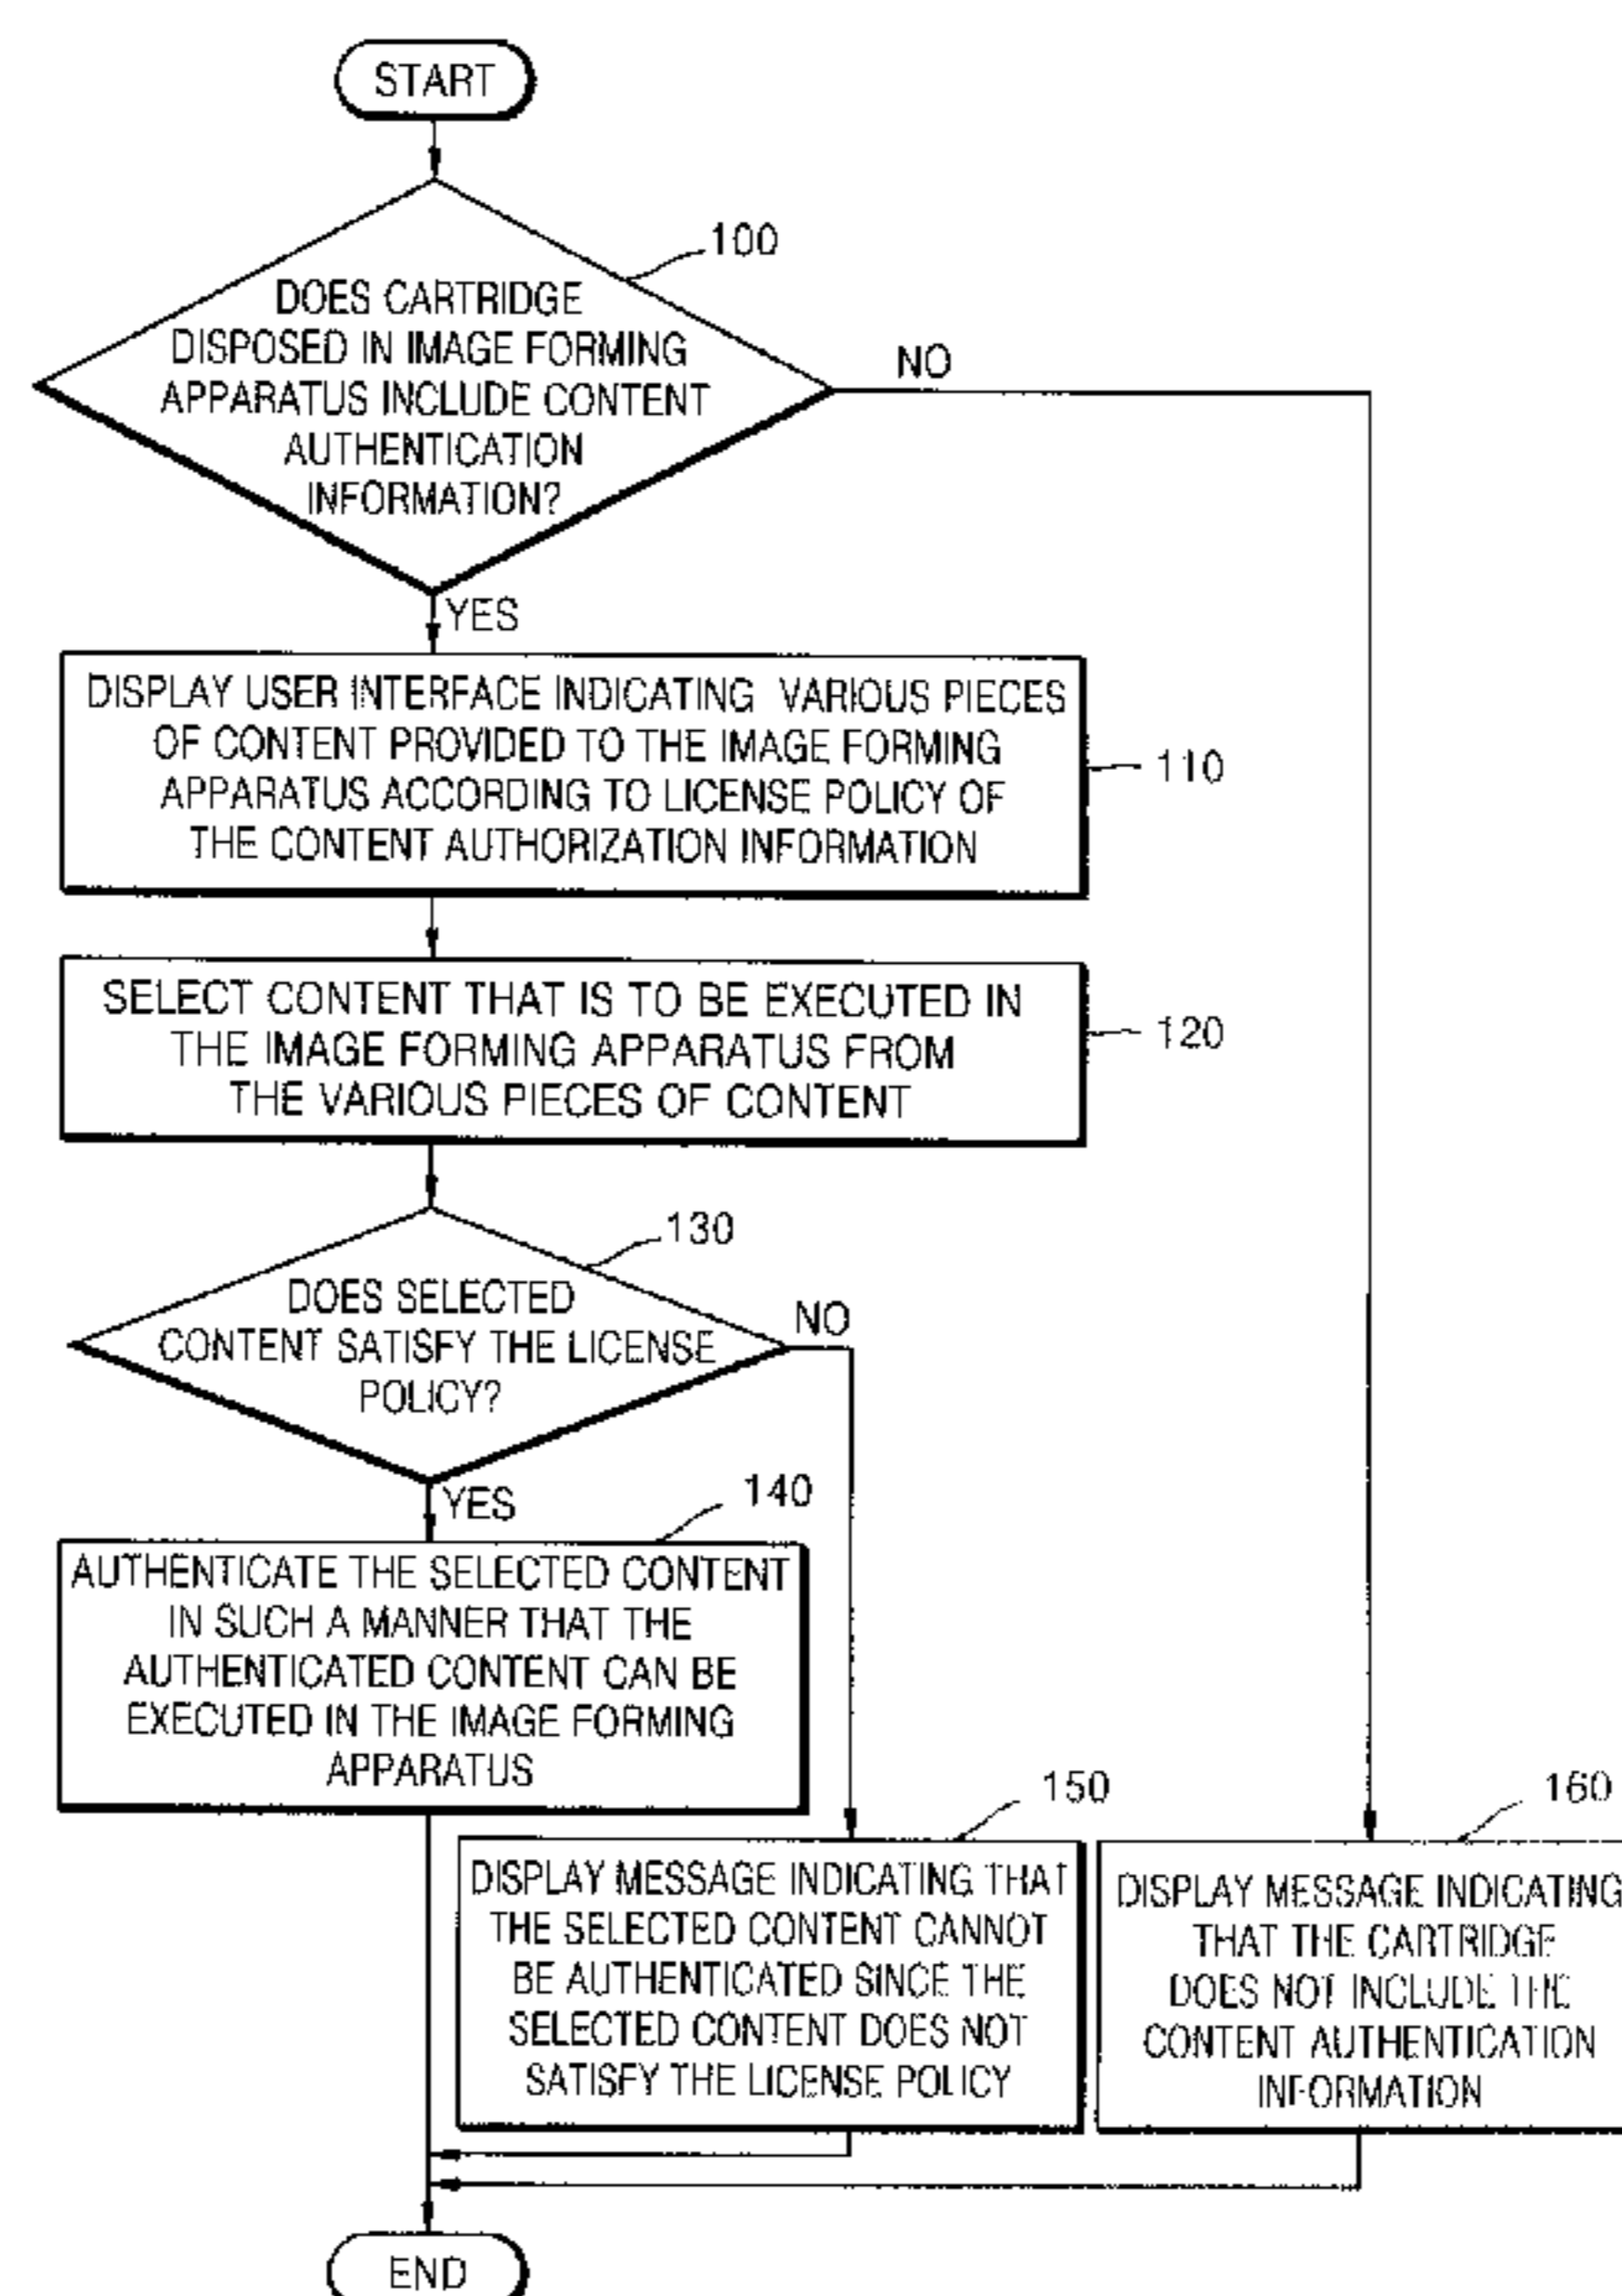 START
100
DOES CARTRIDGE
DISPOSED IN IMAGE FORMING
APPARATUS INCLUDE CONTENT
AUTHENTICATION
INFORMATION?
NO
YES
DISPLAY USER INTERFACE INDICATING VARIOUS PIECES
OF CONTENT PROVIDED TO THE IMAGE FORMING
APPARATUS ACCORDING TO LICENSE POLICY OF
THE CONTENT AUTHORIZATION INFORMATION
110
SELECT CONTENT THAT IS TO BE EXECUTED IN
THE IMAGE FORMING APPARATUS FROM
THE VARIOUS PIECES OF CONTENT
120
130
DOES SELECTED
CONTENT SATISFY THE LICENSE
POLICY?
NO
YES
140
AUTHENTICATE THE SELECTED CONTENT
IN SUCH A MANNER THAT THE
AUTHENTICATED CONTENT CAN BE
EXECUTED IN THE IMAGE FORMING
APPARATUS
150
DISPLAY MESSAGE INDICATING THAT
THE SELECTED CONTENT CANNOT
BE AUTHENTICATED SINCE THE
SELECTED CONTENT DOES NOT
SATISFY THE LICENSE POLICY
160
DISPLAY MESSAGE INDICATING
THAT THE CARTRIDGE
DOES NOT INCLUDE THE
CONTENT AUTHENTICATION
INFORMATION
END